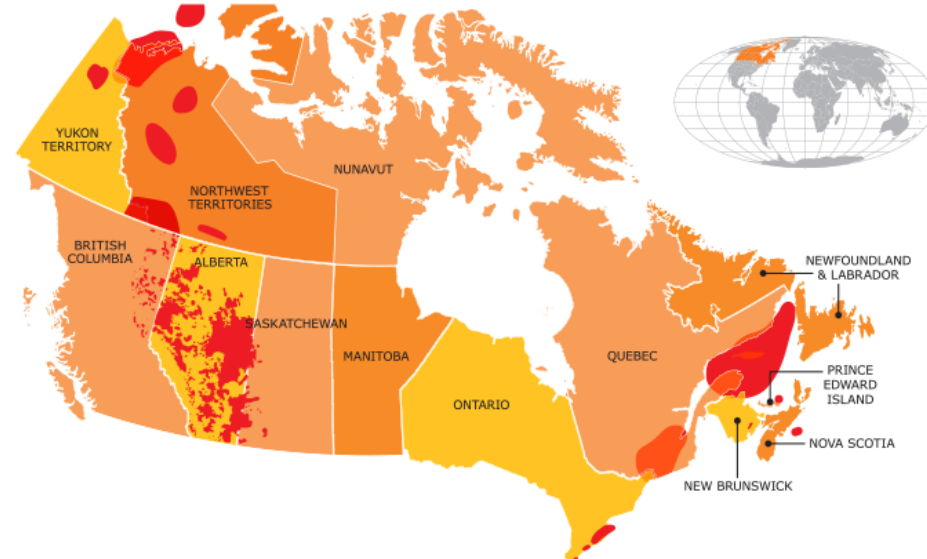 YUKON
TERRITORY
NUNAVUT
NORTHWEST
TERRITORIES
BRITISH
COLUMBIA
ALBERTA
NEWFOUNDLAND
& LABRADOR
SASKATCHEWAN
MANITOBA
QUEBEC
PRINCE
EDWARD
ISLAND
ONTARIO
NOVA SCOTIA
NEW BRUNSWICK